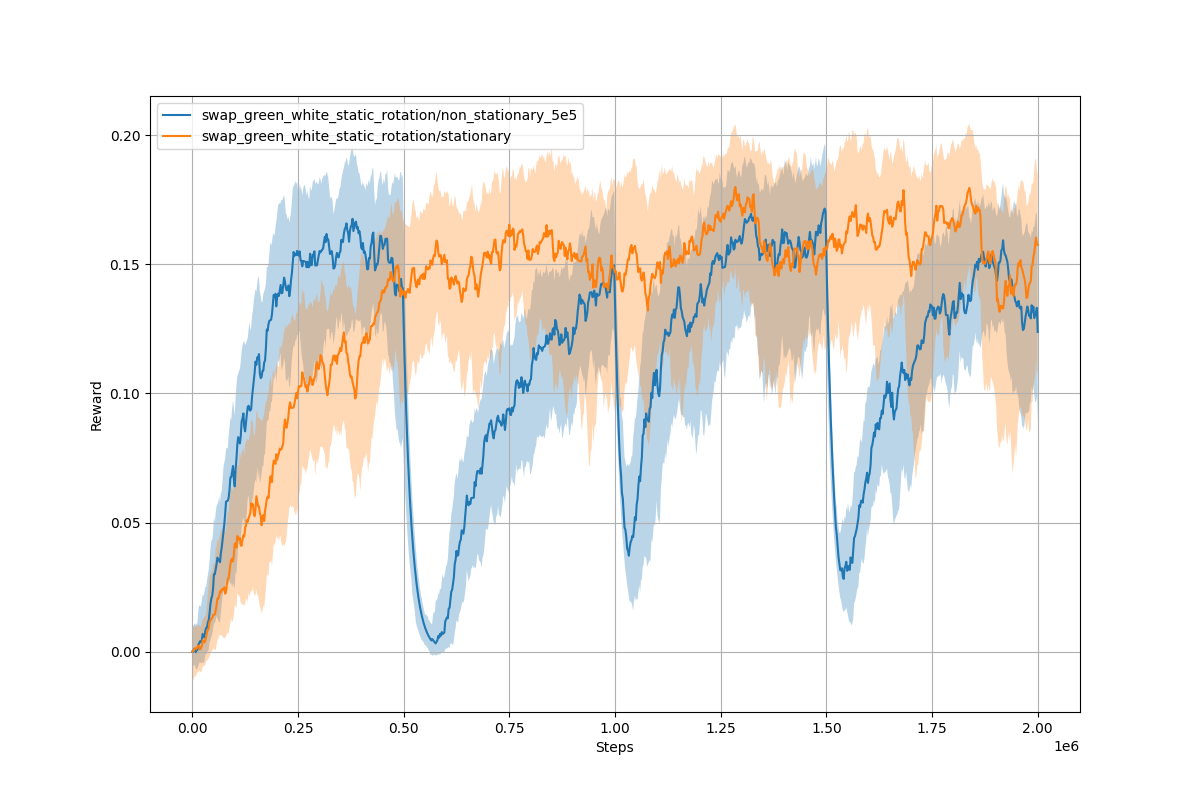 swap_green_white_static_rotation/non_stationary_5e5
swap_green_white_static_rotation/stationary
0.20
0.15
0.10
0.05
0.00
Reward
0.00 0.25 0.50 0.75 1.00 1.25 1.50 1.75 2.00
Steps
1e6